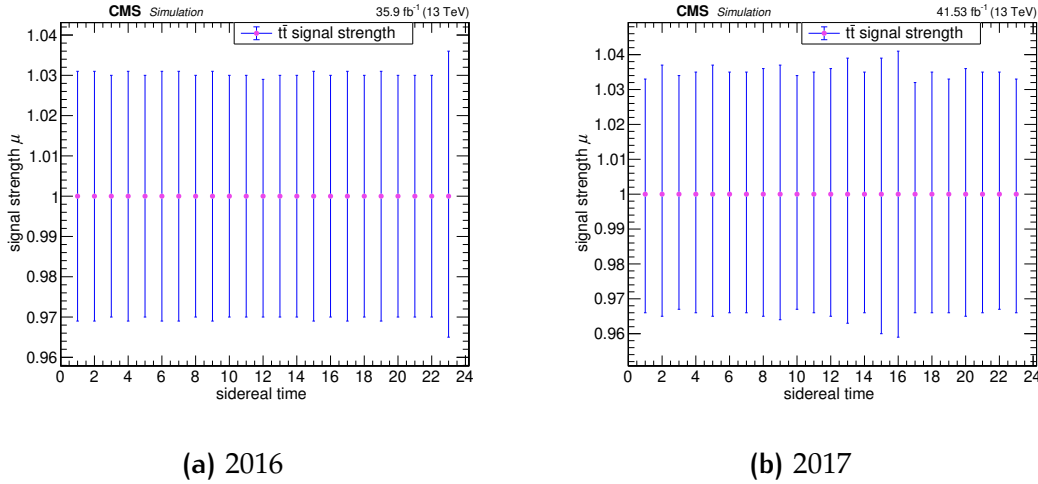 CMS Simulation 35.9 fb⁻¹ (13 TeV)
tt̄ signal strength
signal strength μ
1.04
1.03
1.02
1.01
1
0.99
0.98
0.97
0.96
0 2 4 6 8 10 12 14 16 18 20 22 24
sidereal time
(a) 2016
CMS Simulation 41.53 fb⁻¹ (13 TeV)
tt̄ signal strength
signal strength μ
1.04
1.03
1.02
1.01
1
0.99
0.98
0.97
0.96
0 2 4 6 8 10 12 14 16 18 20 22 24
sidereal time
(b) 2017